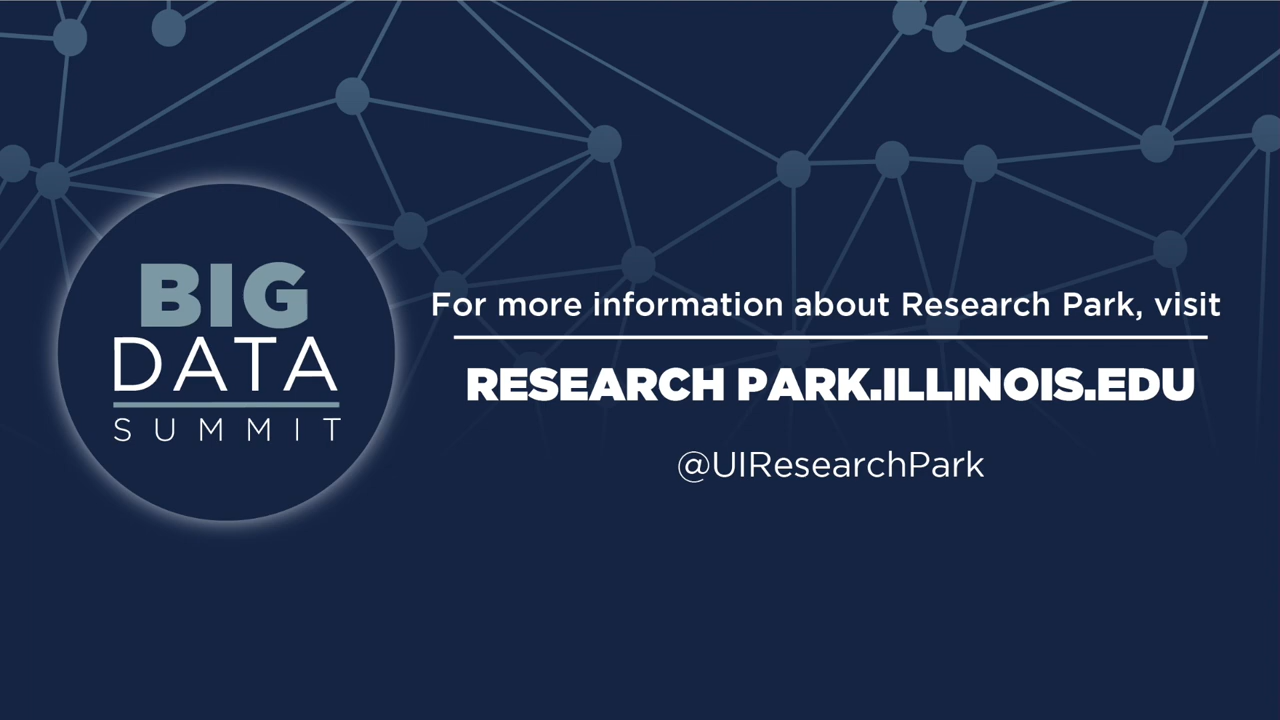 BIG
DATA
SUMMIT
For more information about Research Park, visit
RESEARCH PARK.ILLINOIS.EDU
@UIResearchPark